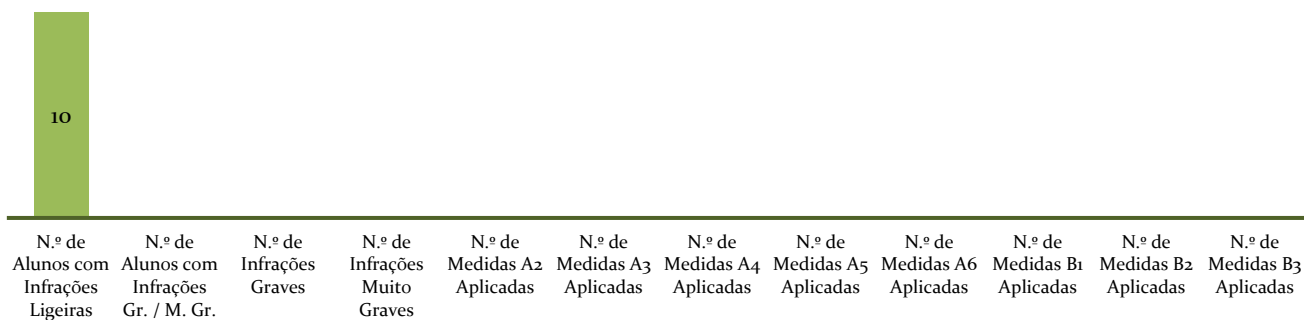 10
N.º de
Alunos com
Infrações
Ligeiras
N.º de
Alunos com
Infrações
Gr. / M. Gr.
N.º de
Infrações
Graves
N.º de
Infrações
Muito
Graves
N.º de
Medidas A2
Aplicadas
N.º de
Medidas A3
Aplicadas
N.º de
Medidas A4
Aplicadas
N.º de
Medidas A5
Aplicadas
N.º de
Medidas A6
Aplicadas
N.º de
Medidas B1
Aplicadas
N.º de
Medidas B2
Aplicadas
N.º de
Medidas B3
Aplicadas